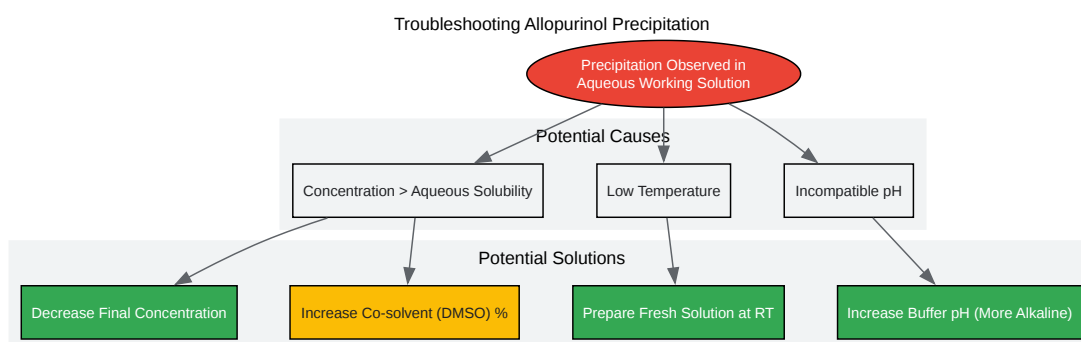 Troubleshooting Allopurinol Precipitation
Precipitation Observed in
Aqueous Working Solution
Potential Causes
Concentration > Aqueous Solubility
Low Temperature
Incompatible pH
Potential Solutions
Decrease Final Concentration
Increase Co-solvent (DMSO) %
Prepare Fresh Solution at RT
Increase Buffer pH (More Alkaline)